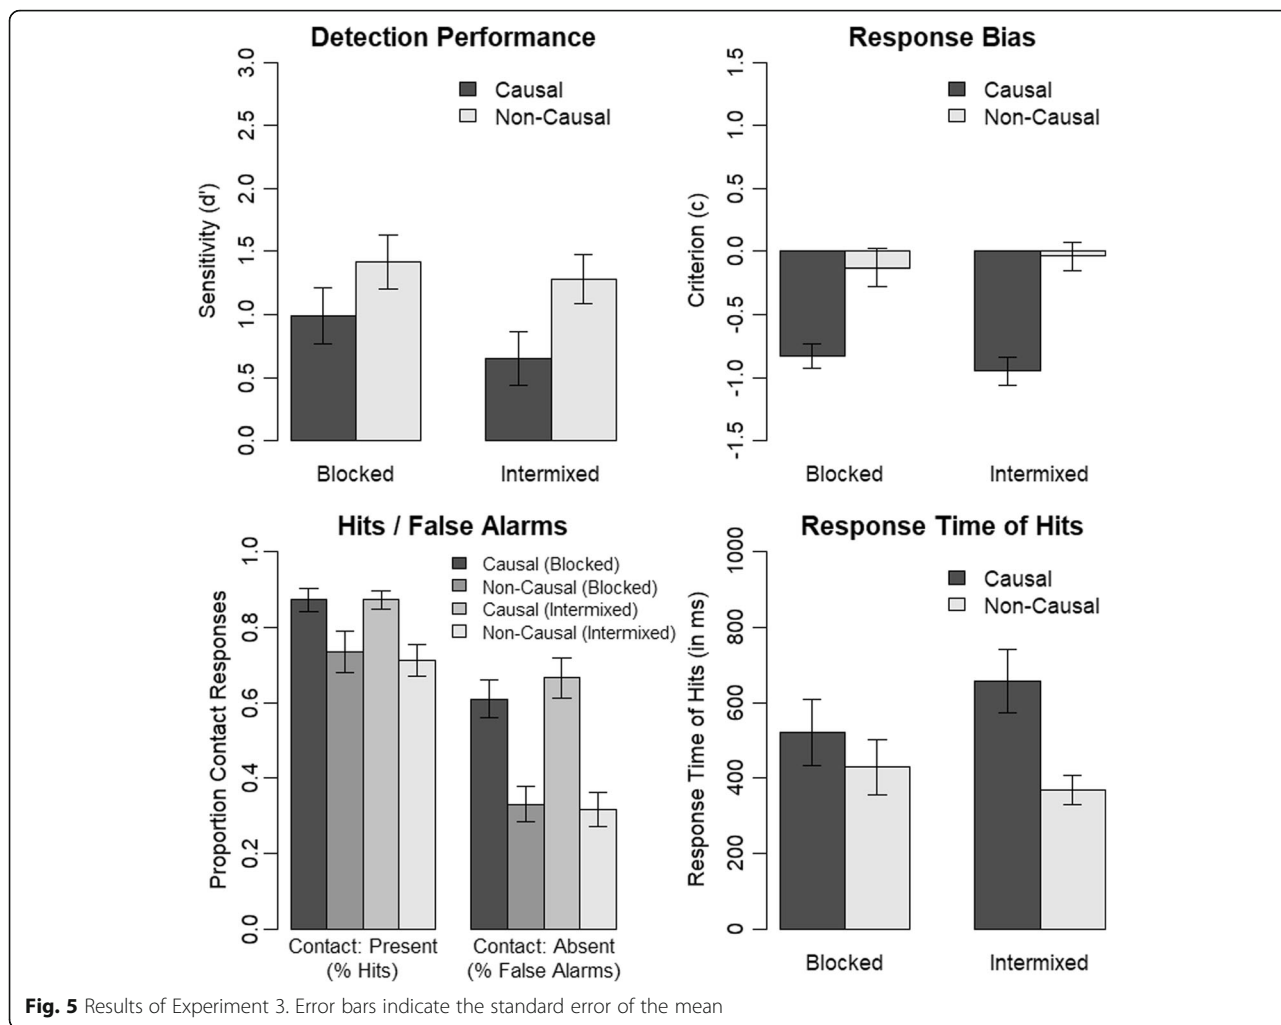 Detection Performance
3.0
2.5
2.0
1.5
1.0
0.5
0.0
Sensitivity (d')
Causal
Non-Causal
Blocked
Intermixed
Response Bias
1.5
1.0
0.5
0.0
-0.5
-1.0
-1.5
Criterion (c)
Causal
Non-Causal
Blocked
Intermixed
Hits / False Alarms
1.0
0.8
0.6
0.4
0.2
0.0
Proportion Contact Responses
Causal (Blocked)
Non-Causal (Blocked)
Causal (Intermixed)
Non-Causal (Intermixed)
Contact: Present
(% Hits)
Contact: Absent
(% False Alarms)
Response Time of Hits
1000
800
600
400
200
0
Response Time of Hits (in ms)
Causal
Non-Causal
Blocked
Intermixed
Fig. 5 Results of Experiment 3. Error bars indicate the standard error of the mean